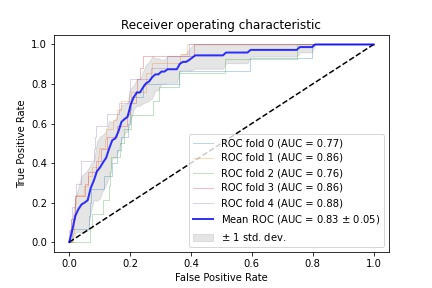 Receiver operating characteristic
True Positive Rate
1.0
0.8
0.6
0.4
0.2
0.0
ROC fold 0 (AUC = 0.77)
ROC fold 1 (AUC = 0.86)
ROC fold 2 (AUC = 0.76)
ROC fold 3 (AUC = 0.86)
ROC fold 4 (AUC = 0.88)
Mean ROC (AUC = 0.83 ± 0.05)
± 1 std. dev.
0.0 0.2 0.4 0.6 0.8 1.0
False Positive Rate